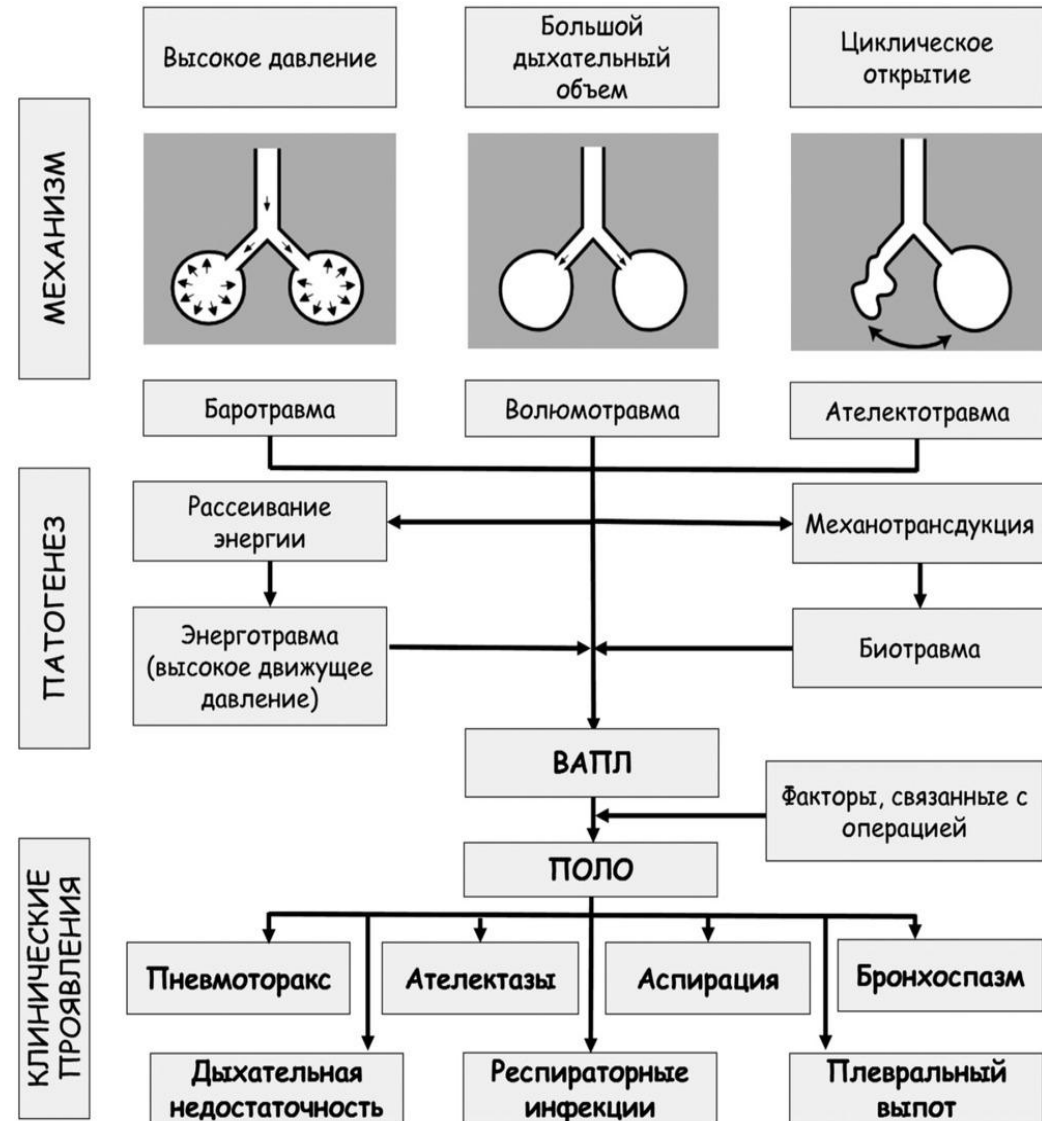 Высокое давление
Большой
дыхательный
объем
Циклическое
открытие
МЕХАНИЗМ
Баротравма
Волюмотравма
Ателектотравма
ПАТОГЕНЕЗ
Рассеивание
энергии
Механотрансдукция
Энерготравма
(высокое движущее
давление)
Биотравма
ВАПЛ
Факторы, связанные с
операцией
ПОЛО
КЛИНИЧЕСКИЕ
ПРОЯВЛЕНИЯ
Пневмоторакс
Ателектазы
Аспирация
Бронхоспазм
Дыхательная
недостаточность
Респираторные
инфекции
Плевральный
выпот